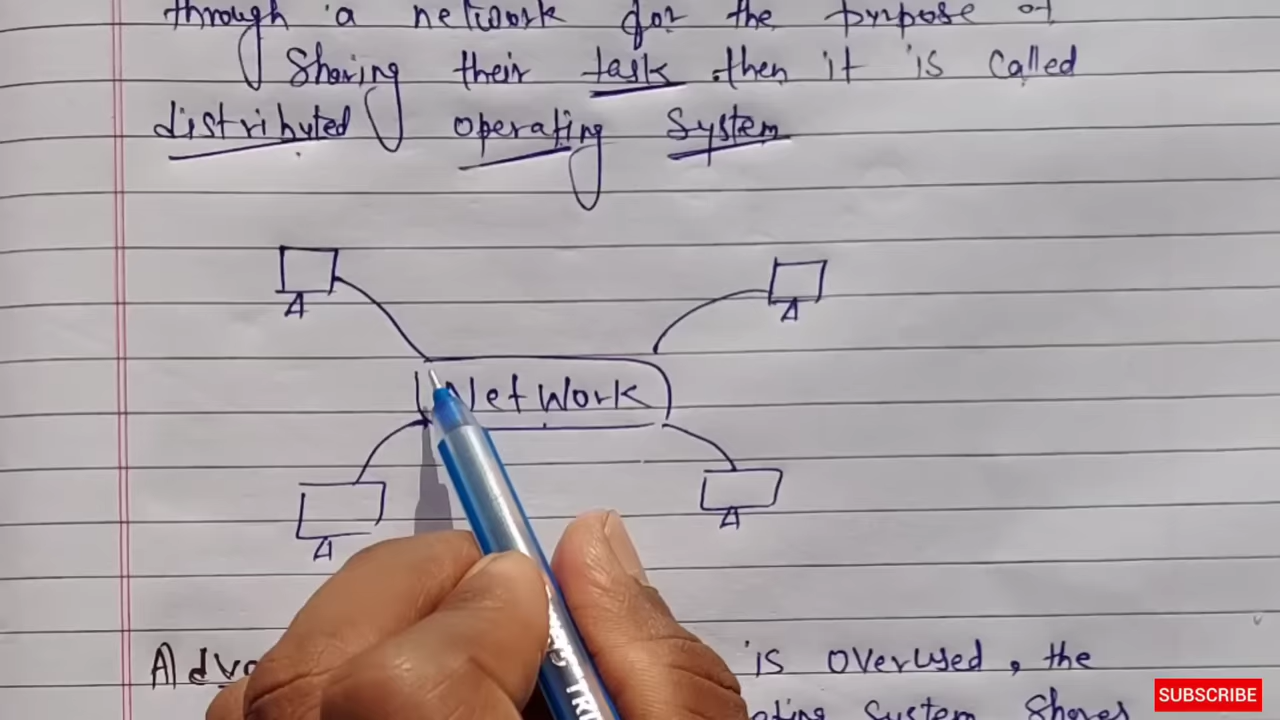 through a network for the purpose of
Sharing their task then it is called
distributed operating System
Network
is overused, the
System Shares
SUBSCRIBE